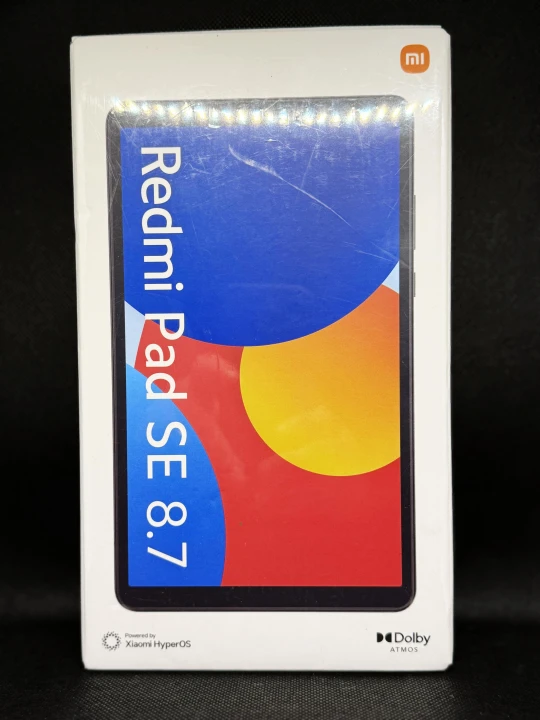 mi
Redmi Pad SE 8.7
Powered by
Xiaomi HyperOS
Dolby
ATMOS